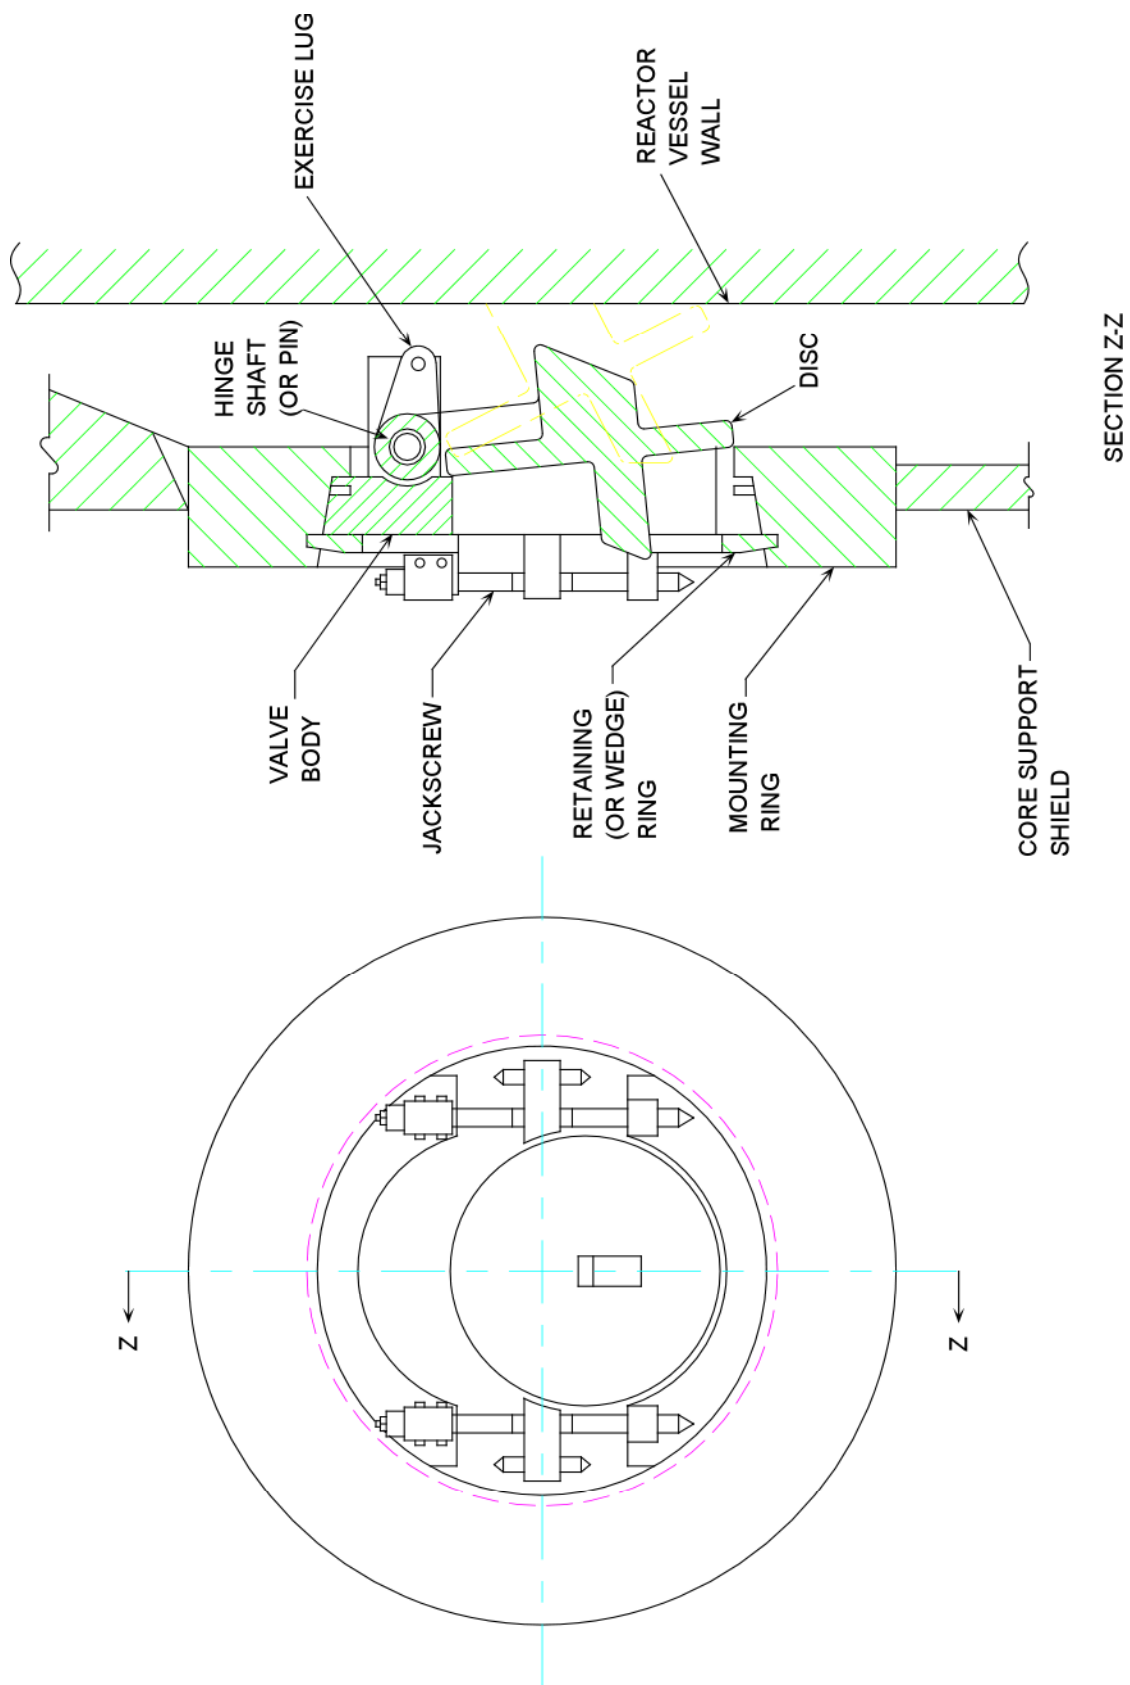 EXERCISE LUG
REACTOR
VESSEL
WALL
HINGE
SHAFT
(OR PIN)
DISC
SECTION Z-Z
VALVE
BODY
JACKSCREW
RETAINING
(OR WEDGE)
RING
MOUNTING
RING
CORE SUPPORT
SHIELD
Z
Z